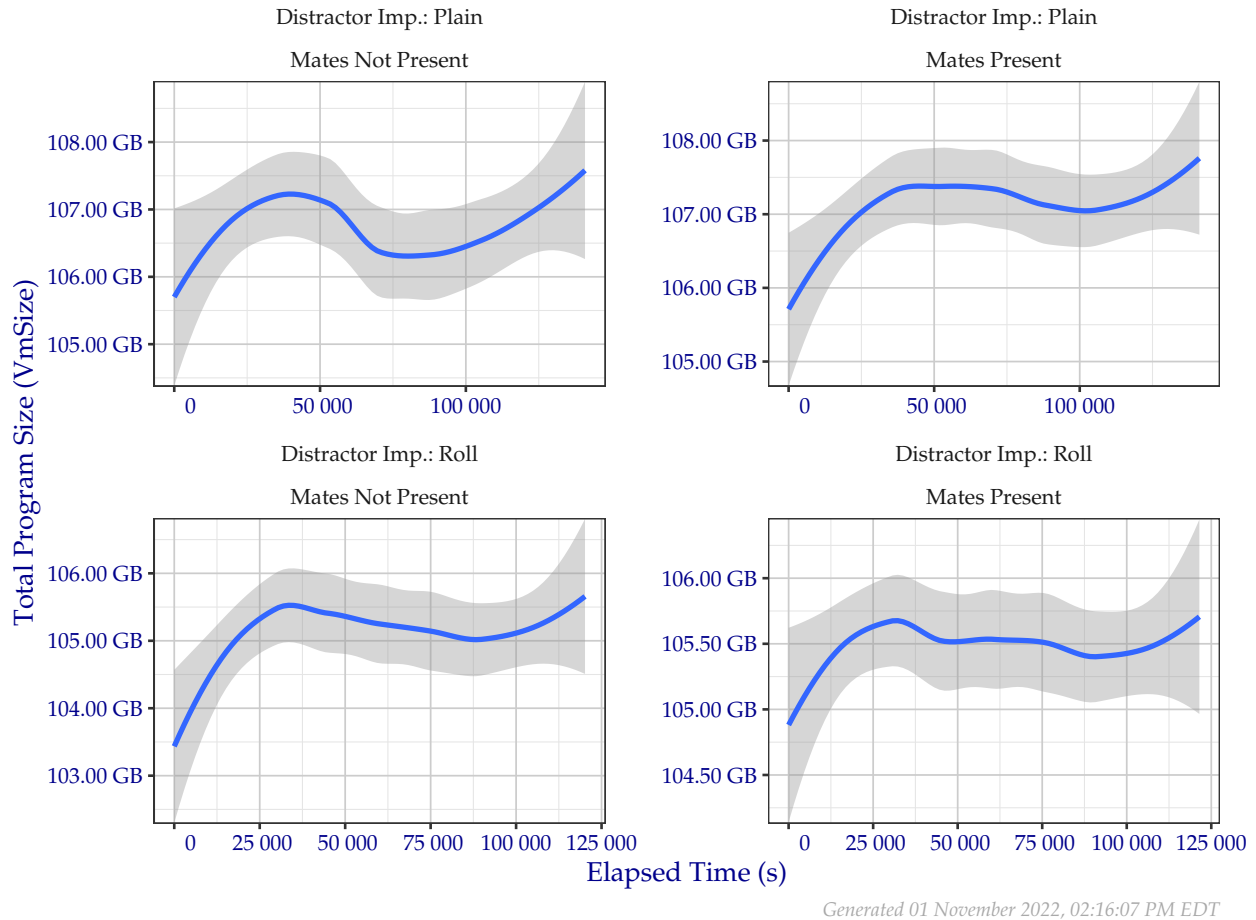 Distractor Imp.: Plain
Mates Not Present
108.00 GB
107.00 GB
106.00 GB
105.00 GB
0 50 000 100 000
Distractor Imp.: Plain
Mates Present
108.00 GB
107.00 GB
106.00 GB
105.00 GB
0 50 000 100 000
Distractor Imp.: Roll
Mates Not Present
106.00 GB
105.00 GB
104.00 GB
103.00 GB
0 25 000 50 000 75 000 100 000 125 000
Distractor Imp.: Roll
Mates Present
106.00 GB
105.50 GB
105.00 GB
104.50 GB
0 25 000 50 000 75 000 100 000 125 000
Total Program Size (VmSize)
Elapsed Time (s)
Generated 01 November 2022, 02:16:07 PM EDT